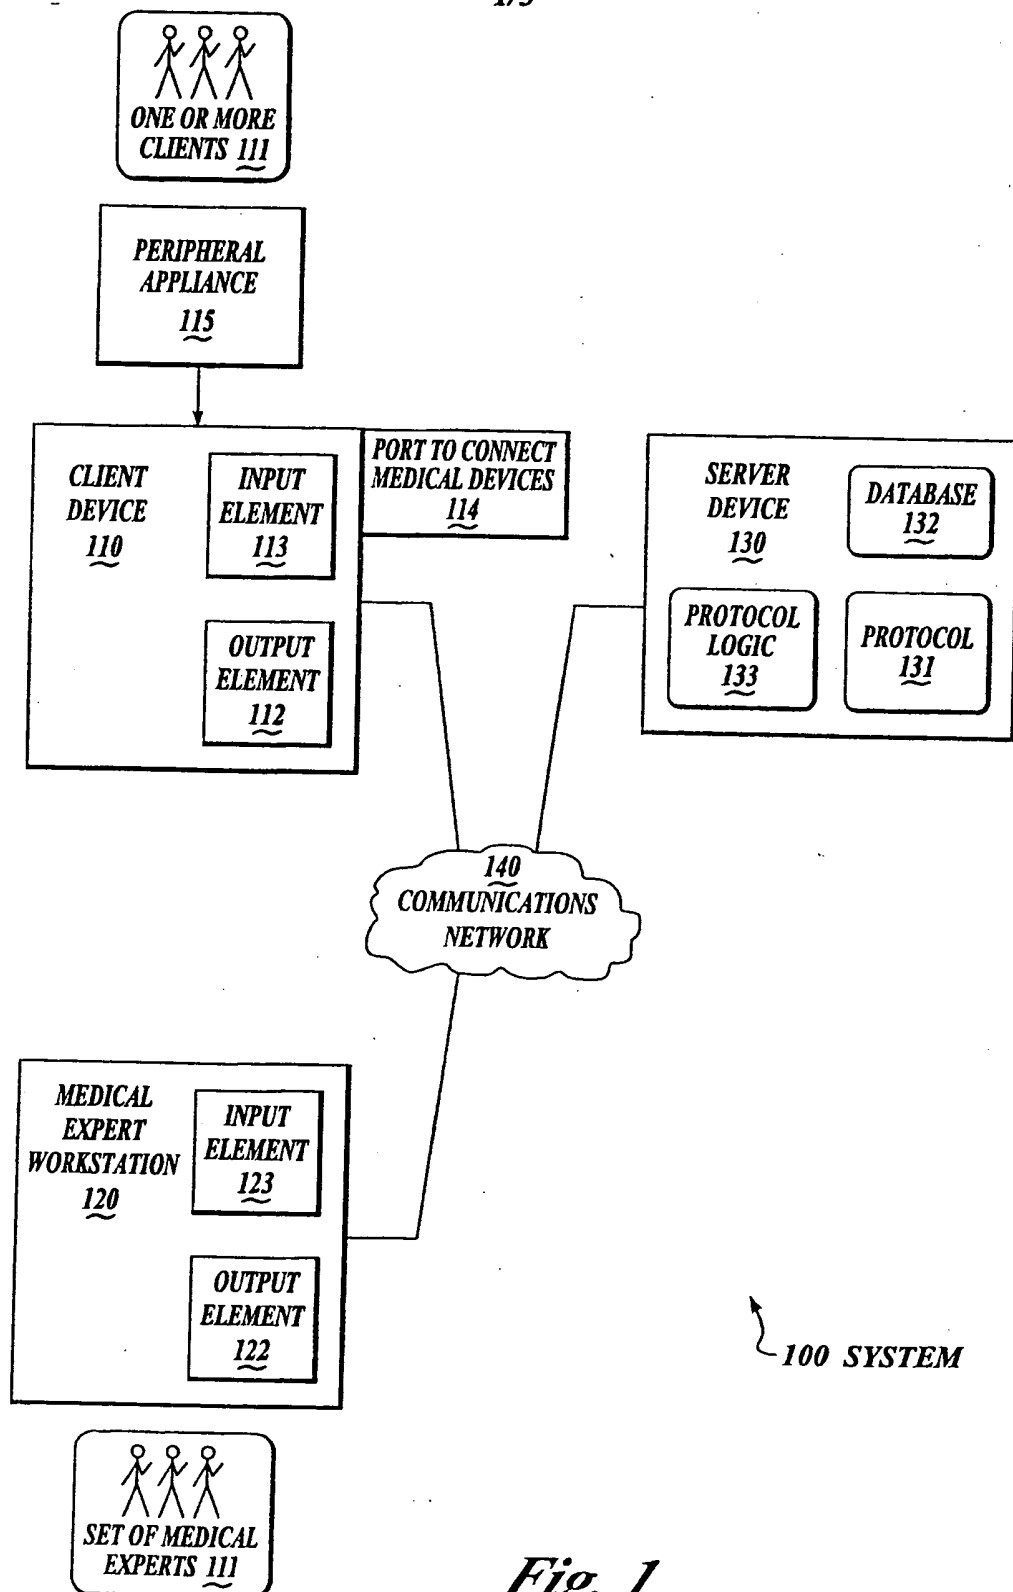 ONE OR MORE
CLIENTS 111
PERIPHERAL
APPLIANCE
115
CLIENT
DEVICE
110
INPUT
ELEMENT
113
OUTPUT
ELEMENT
112
PORT TO CONNECT
MEDICAL DEVICES
114
SERVER
DEVICE
130
DATABASE
132
PROTOCOL
LOGIC
133
PROTOCOL
131
140
COMMUNICATIONS
NETWORK
MEDICAL
EXPERT
WORKSTATION
120
INPUT
ELEMENT
123
OUTPUT
ELEMENT
122
100 SYSTEM
SET OF MEDICAL
EXPERTS 111
Fig. 1